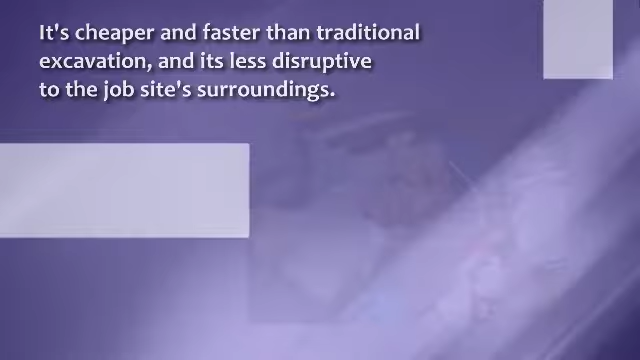 It's cheaper and faster than traditional
excavation, and its less disruptive
to the job site's surroundings.